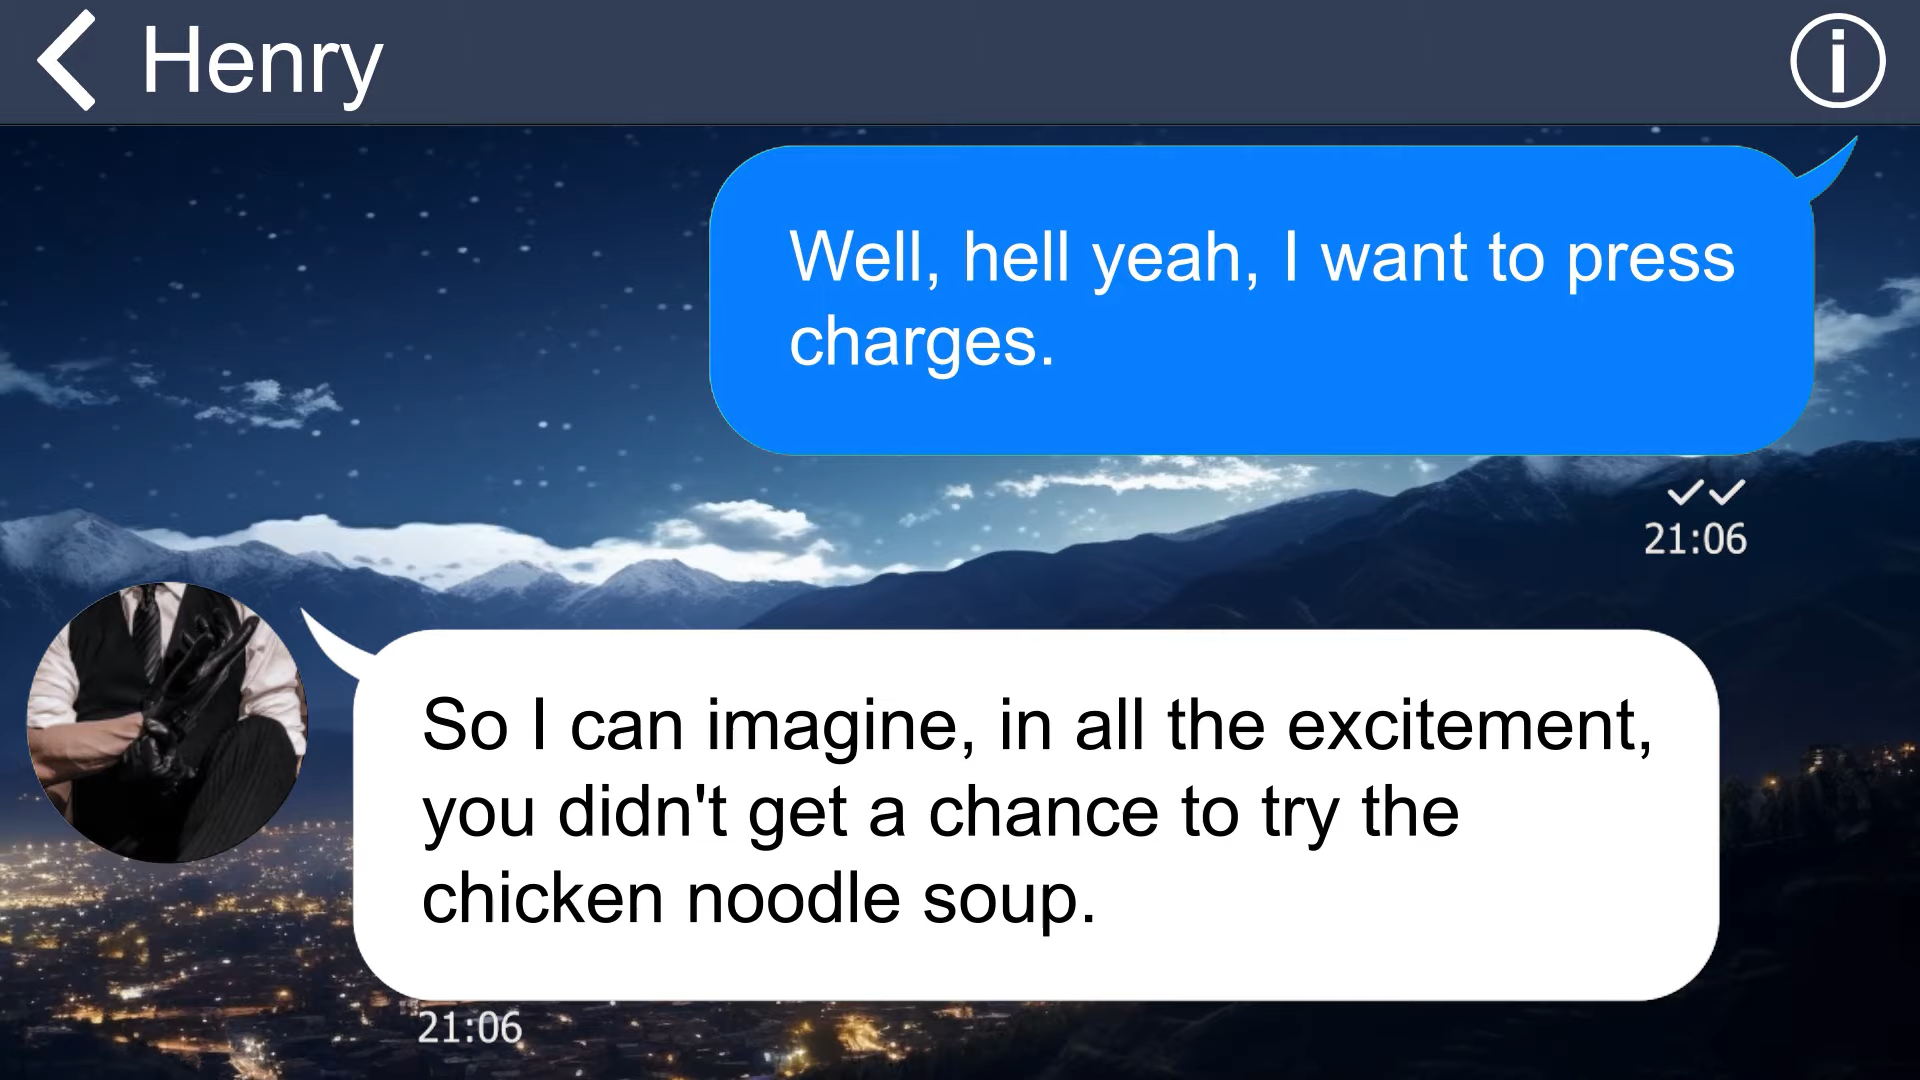 Henry
Well, hell yeah, I want to press
charges.
21:06
So I can imagine, in all the excitement,
you didn't get a chance to try the
chicken noodle soup.
21:06